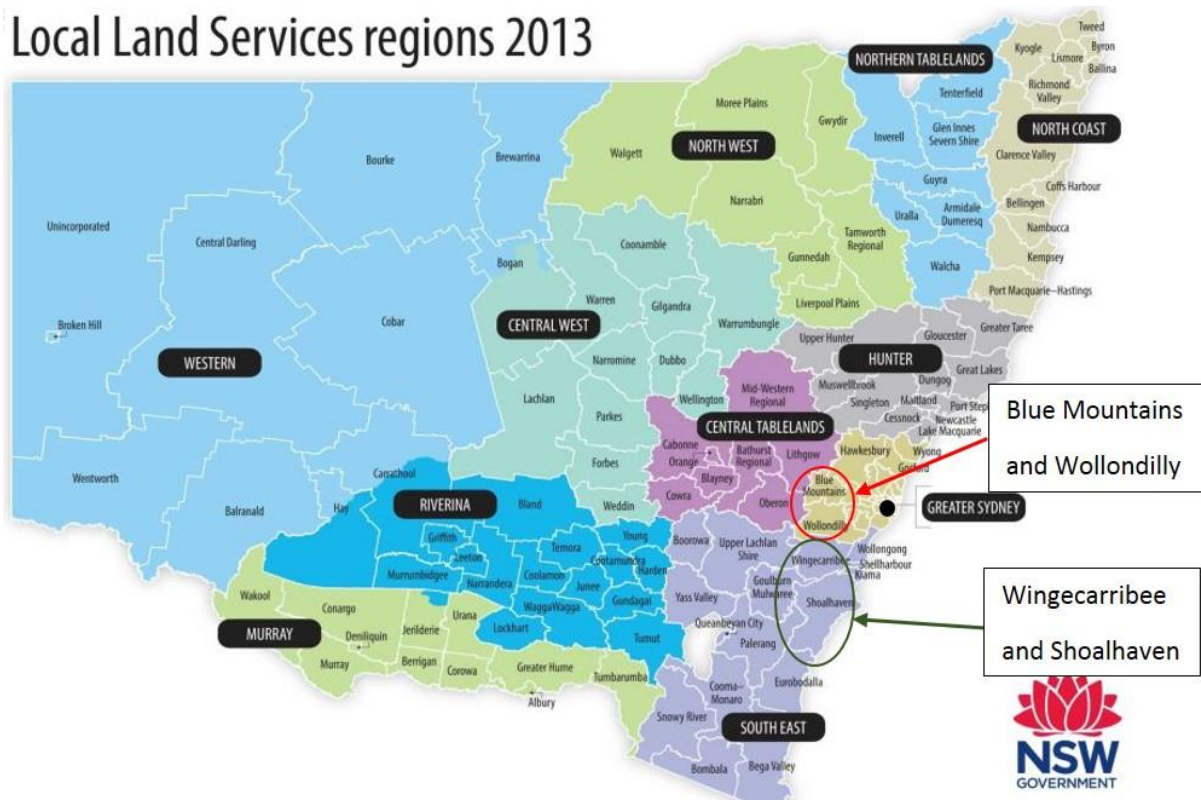 Local Land Services regions 2013
Tweed
Kyogle
Byron
Lismore
Ballina
NORTHERN TABLELANDS
Richmond
Valley
Tenterfield
Moree Plains
Gwydir
NORTH COAST
Inverell
Glen Innes
Severn Shire
NORTH WEST
Walgett
Clarence Valley
Bourke
Brewarrina
Guyra
Coffs Harbour
Narrabri
Bellingen
Armidale
Dumeresq
Uralla
Unincorporated
Nambucca
Central Darling
Coonamble
Tamworth
Regional
Gunnedah
Kempsey
Bogan
Walcha
Port Macquarie–Hastings
Warren
Gilgandra
Liverpool Plains
Broken Hill
Cobar
CENTRAL WEST
Warrumbungle
Upper Hunter
Gloucester
Greater Taree
WESTERN
Narromine
Dubbo
HUNTER
Great Lakes
Dungog
Mid-Western
Regional
Muswellbrook
Lachlan
Wellington
Singleton
Maitland
Port Step
Parkes
Cessnock
Newcastle
Lake Macquarie
CENTRAL TABLELANDS
Blue Mountains
and Wollondilly
Cabonne
Orange
Bathurst
Regional
Lithgow
Hawkesbury
Wyong
Gosford
Forbes
Carrathool
Wentworth
Blayney
Blue
Mountains
Cowra
Oberon
Balranald
Hay
RIVERINA
Bland
Weddin
GREATER SYDNEY
Wollondilly
Griffith
Young
Boorowa
Upper Lachlan
Shire
Leeton
Temora
Cootamundra
Harden
Wingecarribee
Wollongong
Shellharbour
Kiama
Murrumbidgee
Narrandera
Coolamon
Junee
Goulburn
Mulwaree
Wakool
Conargo
Urana
WaggaWagga
Gundagai
Yass Valley
Shoalhaven
Wingecarribee
and Shoalhaven
MURRAY
Deniliquin
Jerilderie
Lockhart
Tumut
Queanbeyan City
Palerang
Murray
Berrigan
Corowa
Greater Hume
Tumbarumba
Albury
Cooma–
Monaro
Eurobodalla
Snowy River
SOUTH EAST
Bombala
Bega Valley
NSW
GOVERNMENT